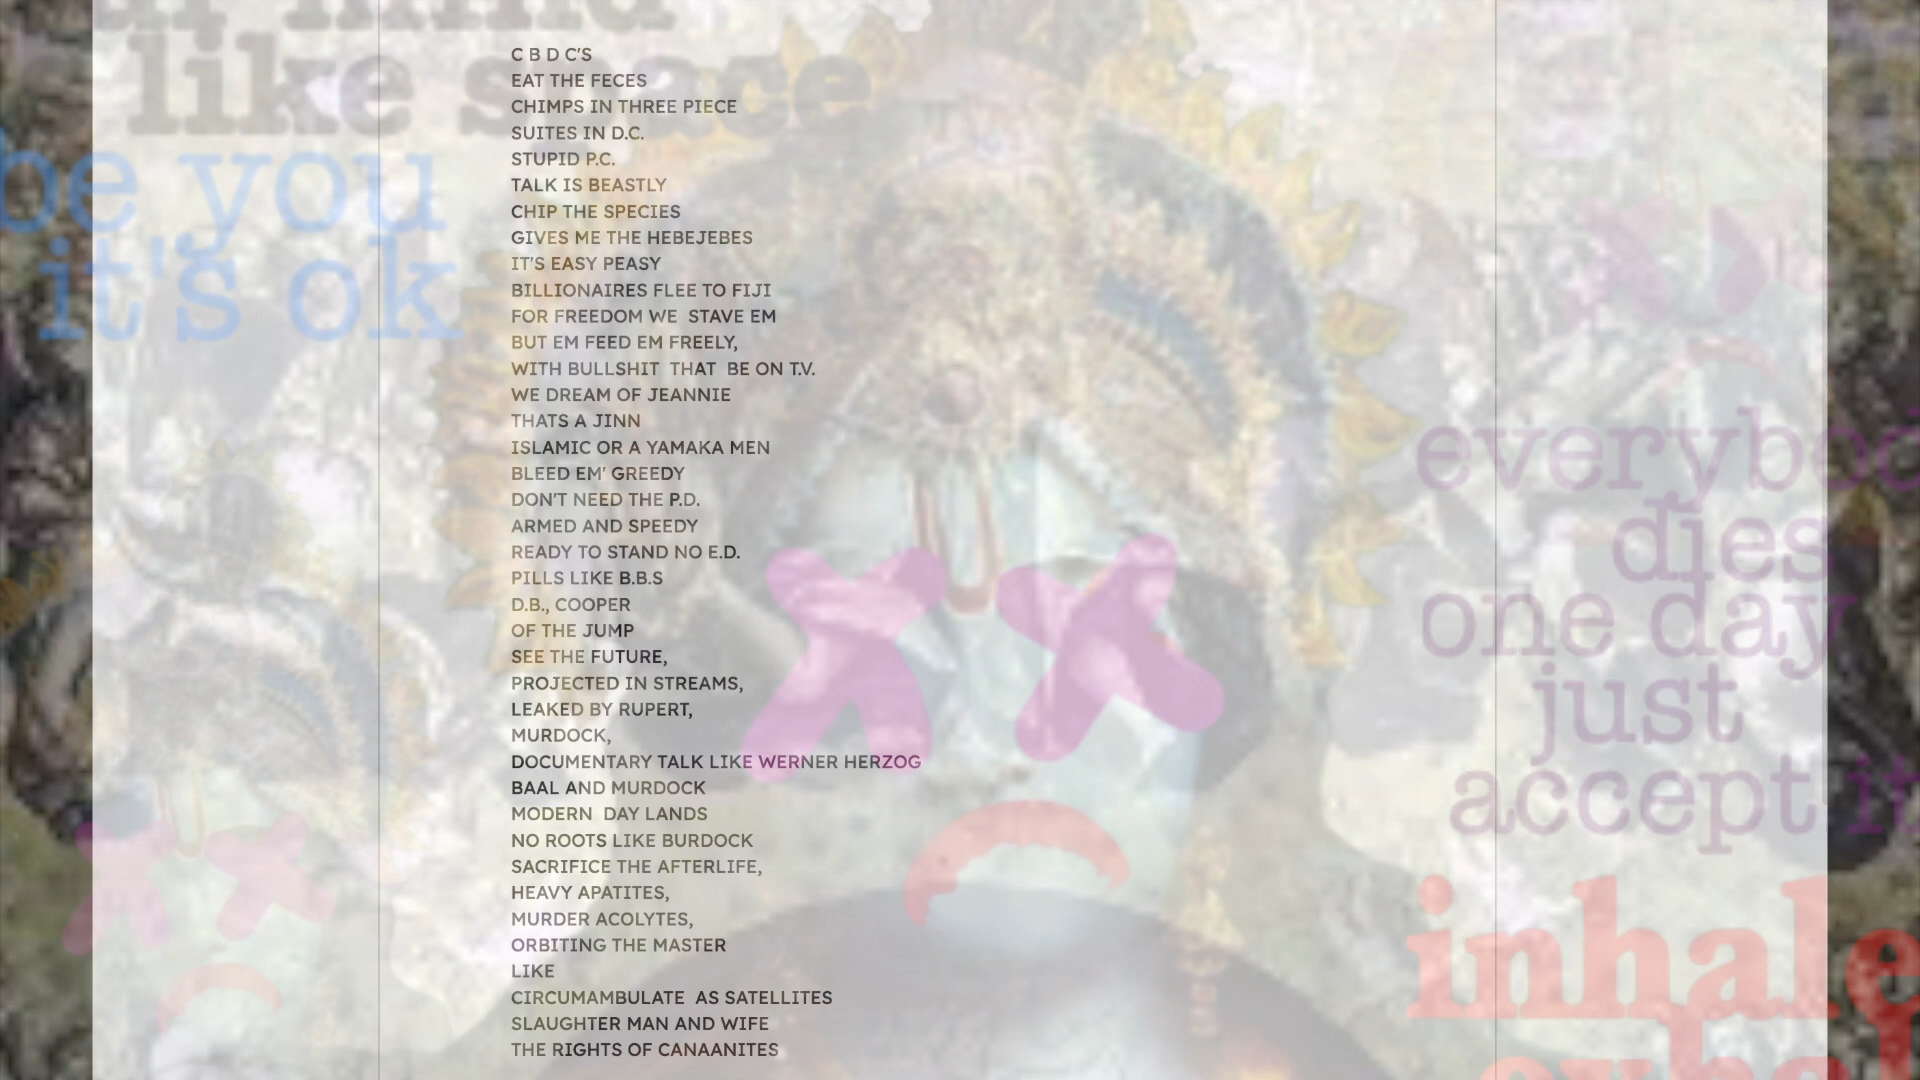 like space
be you
it's ok
C B D C'S
EAT THE FECES
CHIMPS IN THREE PIECE
SUITES IN D.C.
STUPID P.C.
TALK IS BEASTLY
CHIP THE SPECIES
GIVES ME THE HEBEJEBES
IT'S EASY PEASY
BILLIONAIRES FLEE TO FIJI
FOR FREEDOM WE  STAVE EM
BUT EM FEED EM FREELY,
WITH BULLSHIT  THAT  BE ON T.V.
WE DREAM OF JEANNIE
THATS A JINN
ISLAMIC OR A YAMAKA MEN
BLEED EM' GREEDY
DON'T NEED THE P.D.
ARMED AND SPEEDY
READY TO STAND NO E.D.
PILLS LIKE B.B.S
D.B., COOPER
OF THE JUMP
SEE THE FUTURE,
PROJECTED IN STREAMS,
LEAKED BY RUPERT,
MURDOCK,
DOCUMENTARY TALK LIKE WERNER HERZOG
BAAL AND MURDOCK
MODERN  DAY LANDS
NO ROOTS LIKE BURDOCK
SACRIFICE THE AFTERLIFE,
HEAVY APATITES,
MURDER ACOLYTES,
ORBITING THE MASTER
LIKE
CIRCUMAMBULATE  AS SATELLITES
SLAUGHTER MAN AND WIFE
THE RIGHTS OF CANAANITES
everybod
dies
one day
just
accept it
inhale